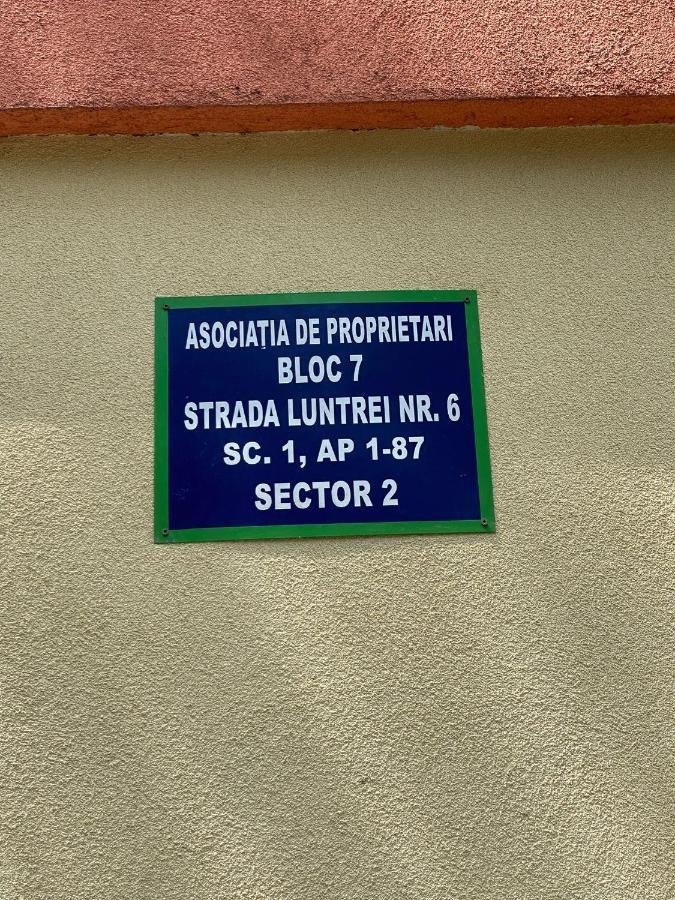 ASOCIAȚIA DE PROPRIETARI
BLOC 7
STRADA LUNTREI NR. 6
SC. 1, AP 1-87
SECTOR 2